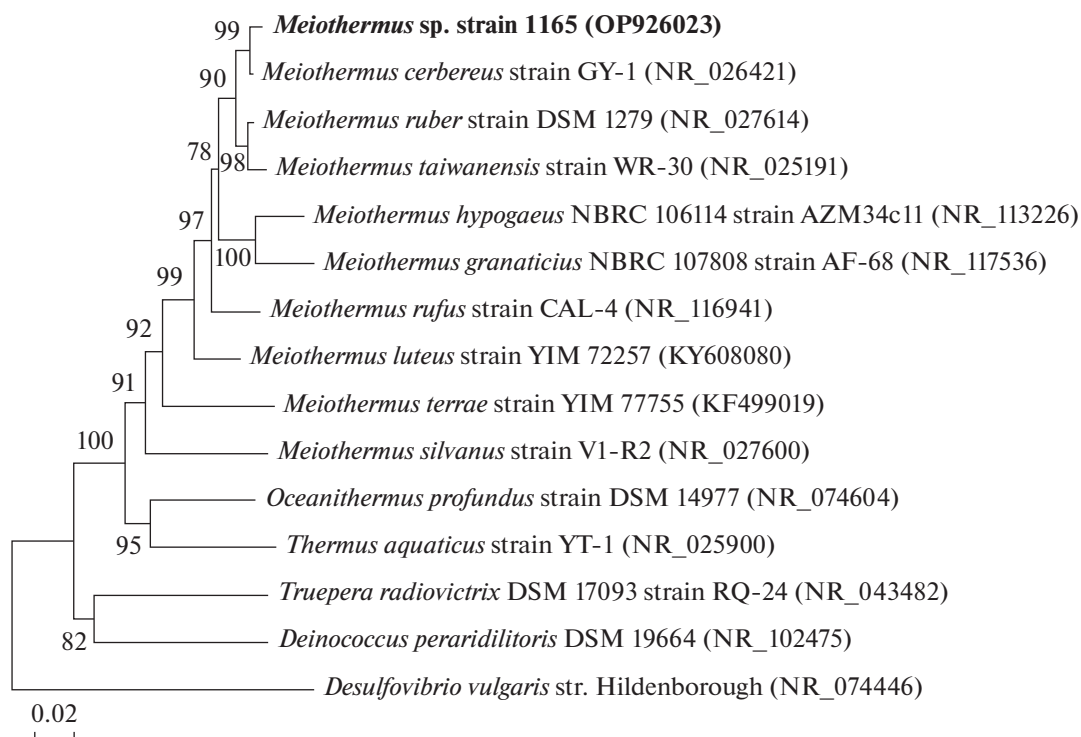 99
Meiothermus sp. strain 1165 (OP926023)
Meiothermus cerbereus strain GY-1 (NR_026421)
90
Meiothermus ruber strain DSM 1279 (NR_027614)
78
98
Meiothermus taiwanensis strain WR-30 (NR_025191)
Meiothermus hypogaeus NBRC 106114 strain AZM34c11 (NR_113226)
97
100
Meiothermus granaticius NBRC 107808 strain AF-68 (NR_117536)
99
Meiothermus rufus strain CAL-4 (NR_116941)
92
Meiothermus luteus strain YIM 72257 (KY608080)
91
Meiothermus terrae strain YIM 77755 (KF499019)
100
Meiothermus silvanus strain V1-R2 (NR_027600)
Oceanithermus profundus strain DSM 14977 (NR_074604)
95
Thermus aquaticus strain YT-1 (NR_025900)
Truepera radiovictrix DSM 17093 strain RQ-24 (NR_043482)
82
Deinococcus peraridilitoris DSM 19664 (NR_102475)
Desulfovibrio vulgaris str. Hildenborough (NR_074446)
0.02